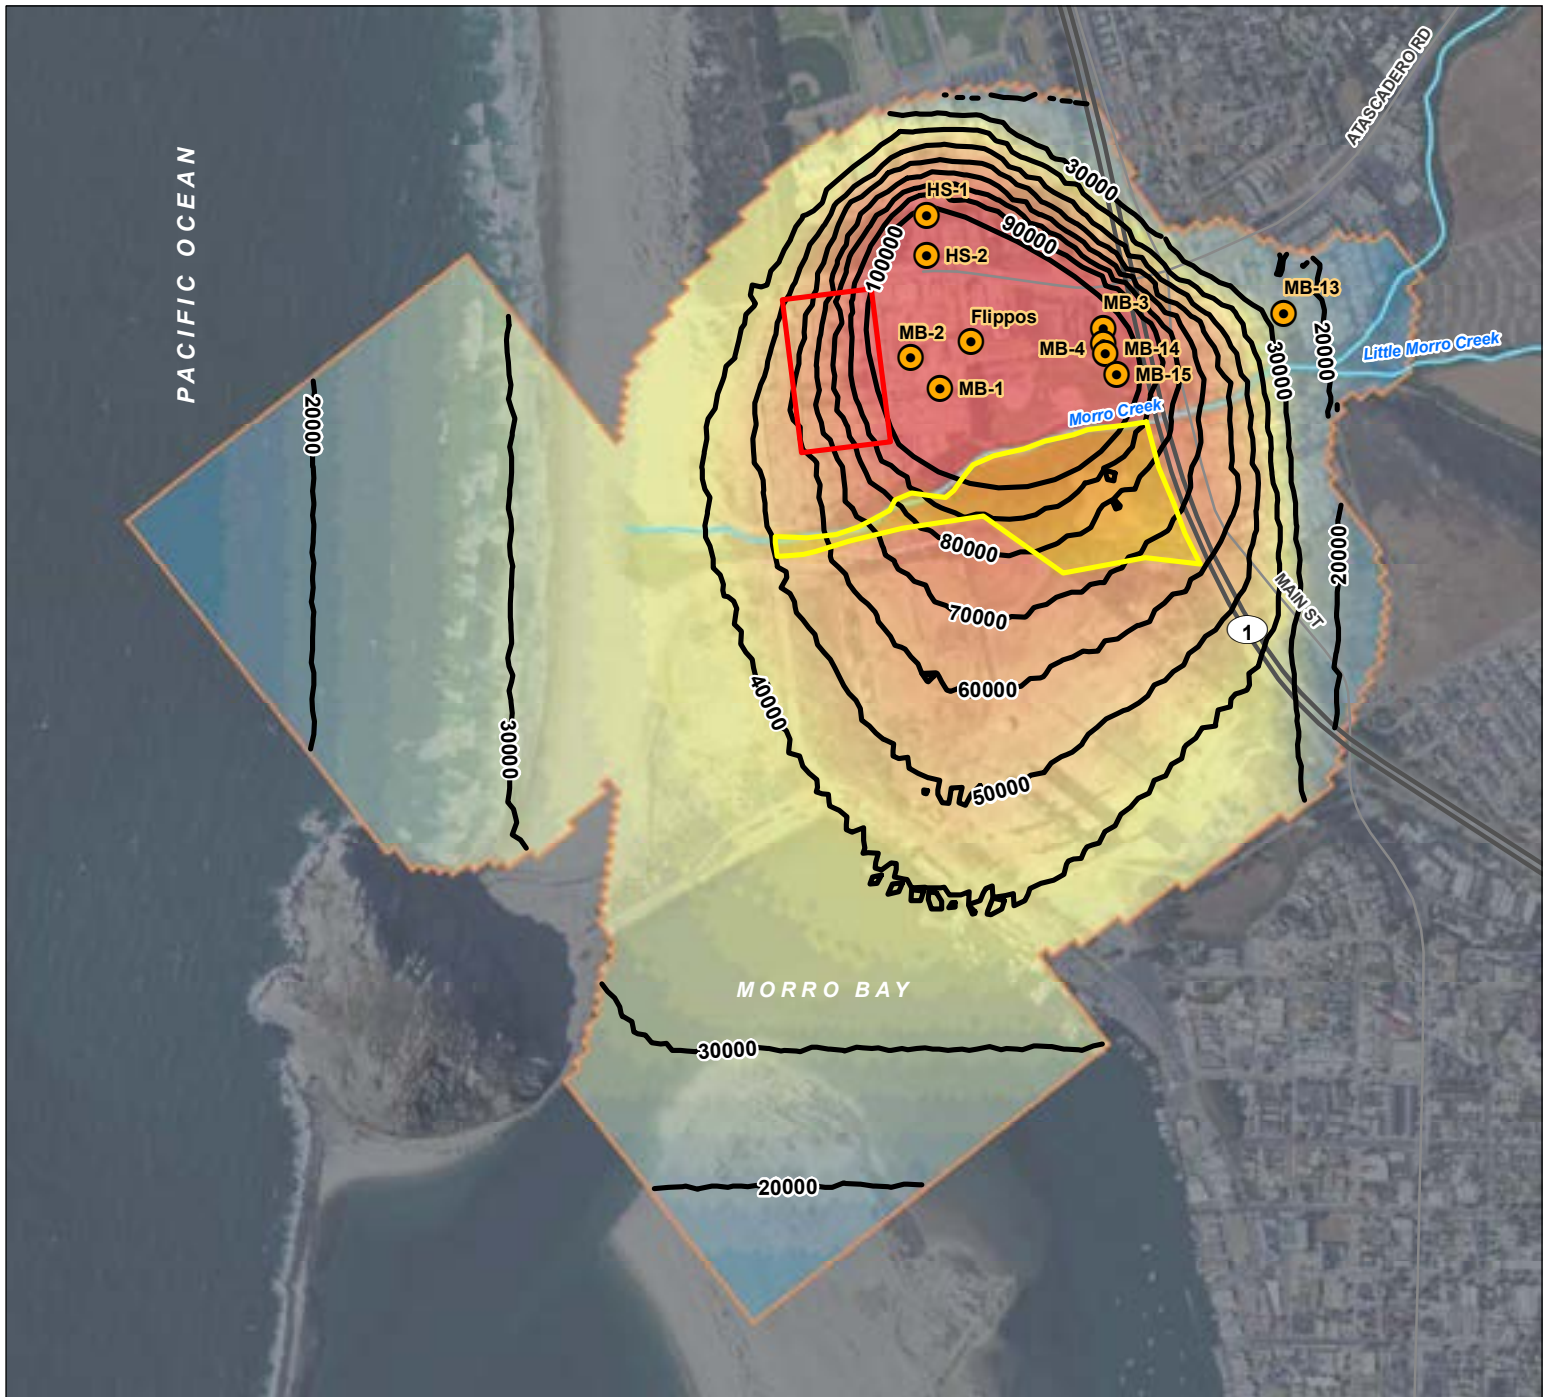 ATASCADERO RD
PACIFIC OCEAN
30000
HS-1
90000
100000
HS-2
MB-13
MB-3
Flippos
MB-2
20000
Little Morro Creek
MB-4
MB-14
30000
MB-15
MB-1
20000
Morro Creek
80000
20000
MAIN ST
70000
1
60000
40000
30000
50000
MORRO BAY
30000
20000